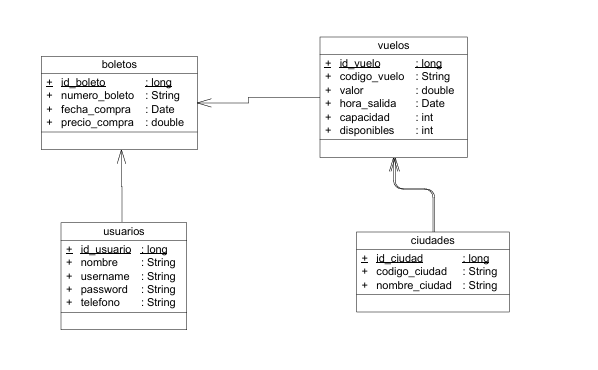 boletos
+ id_boleto : long
+ numero_boleto : String
+ fecha_compra : Date
+ precio_compra : double
vuelos
+ id_vuelo : long
+ codigo_vuelo : String
+ valor : double
+ hora_salida : Date
+ capacidad : int
+ disponibles : int
usuarios
+ id_usuario : long
+ nombre : String
+ username : String
+ password : String
+ telefono : String
ciudades
+ id_ciudad : long
+ codigo_ciudad : String
+ nombre_ciudad : String